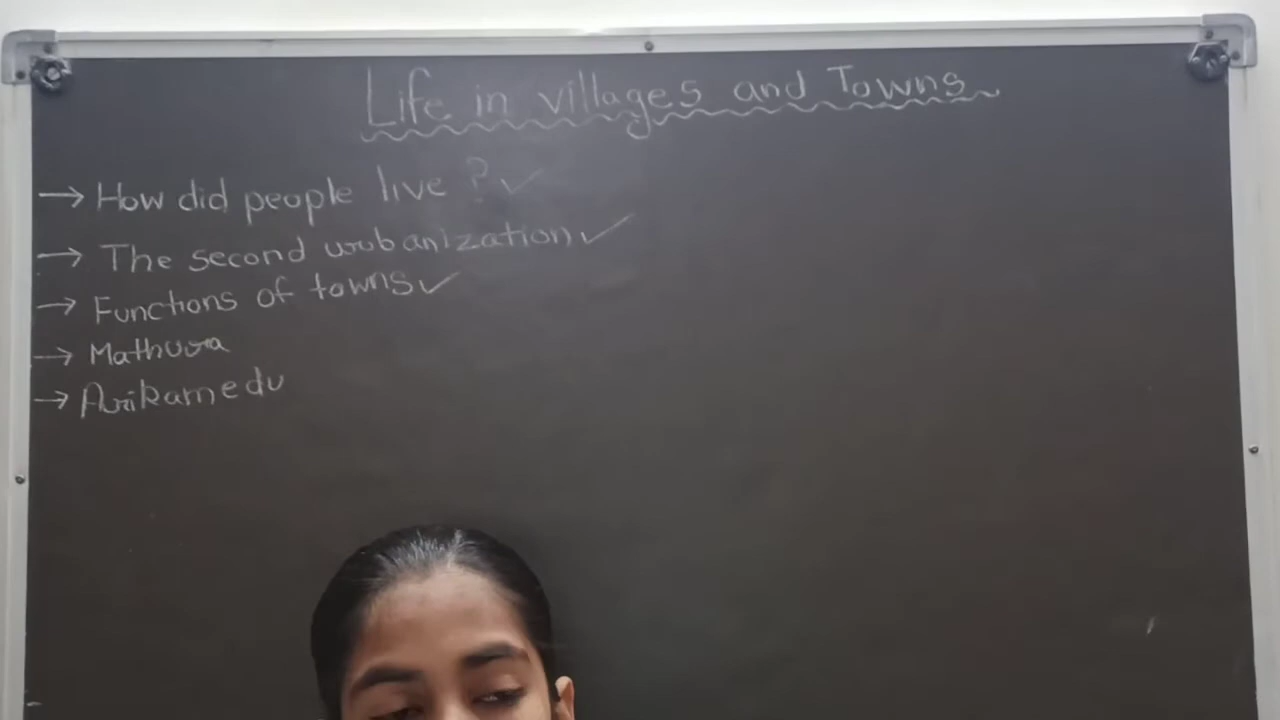 Life in villages and Towns
→ How did people live ? ✓
→ The second urbanization ✓
→ Functions of towns ✓
→ Mathura
→ Arikamedu